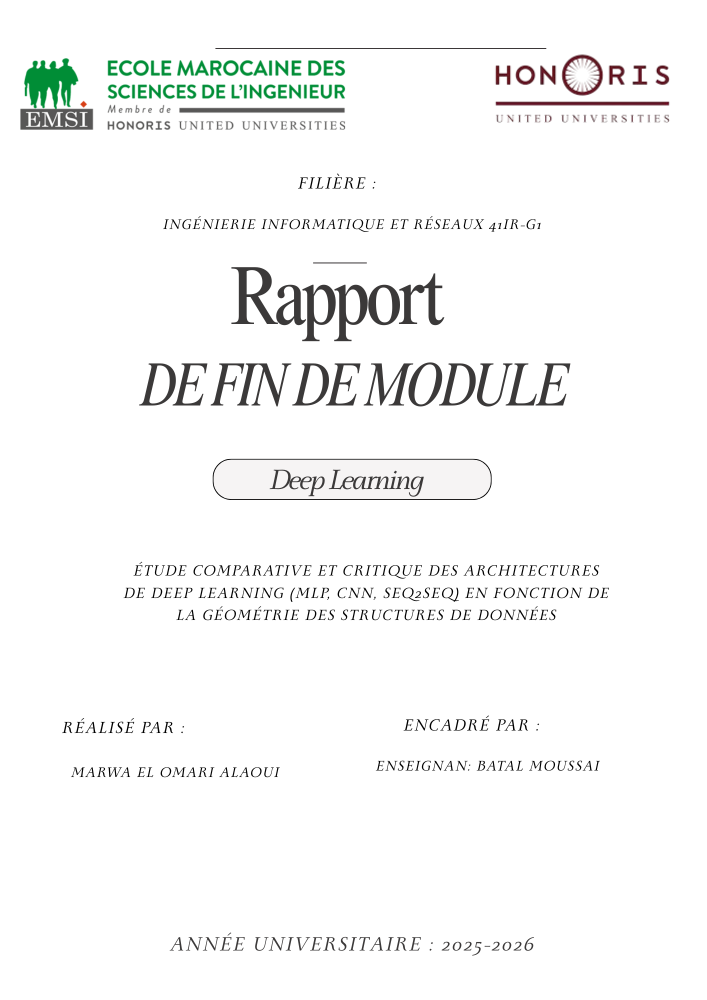 ECOLE MAROCAINE DES
SCIENCES DE L'INGENIEUR
Membre de
HONORIS UNITED UNIVERSITIES
EMSI
HONORIS
UNITED UNIVERSITIES
FILIÈRE :
INGÉNIERIE INFORMATIQUE ET RÉSEAUX 41IR-G1
Rapport
DE FIN DE MODULE
Deep Learning
ÉTUDE COMPARATIVE ET CRITIQUE DES ARCHITECTURES
DE DEEP LEARNING (MLP, CNN, SEQ2SEQ) EN FONCTION DE
LA GÉOMÉTRIE DES STRUCTURES DE DONNÉES
RÉALISÉ PAR :
MARWA EL OMARI ALAOUI
ENCADRÉ PAR :
ENSEIGNAN: BATAL MOUSSAI
ANNÉE UNIVERSITAIRE : 2025-2026